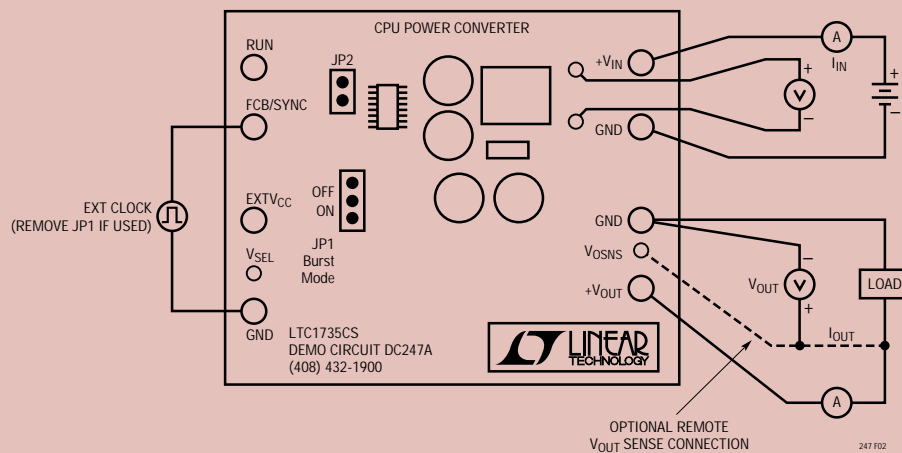 CPU POWER CONVERTER
RUN
JP2
FCB/SYNC
EXT CLOCK
(REMOVE JP1 IF USED)
EXTVCC
OFF
ON
JP1
Burst
Mode
VSEL
GND
LTC1735CS
DEMO CIRCUIT DC247A
(408) 432-1900
LINEAR
TECHNOLOGY
+VIN
GND
GND
VOSNS
+VOUT
A
IIN
+
V
–
+
–
–
VOUT
V
+
LOAD
IOUT
A
OPTIONAL REMOTE
VOUT SENSE CONNECTION
247 F02